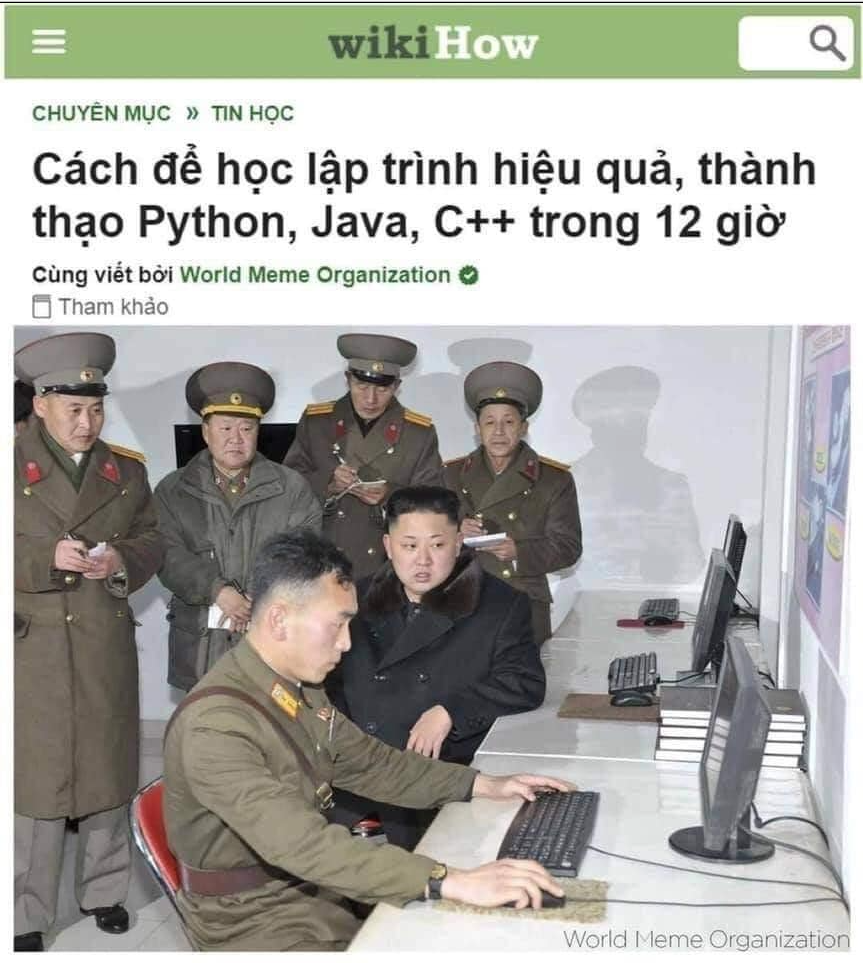 wikiHow
CHUYÊN MỤC » TIN HỌC
Cách để học lập trình hiệu quả, thành
thạo Python, Java, C++ trong 12 giờ
Cùng viết bởi World Meme Organization
Tham khảo
World Meme Organization